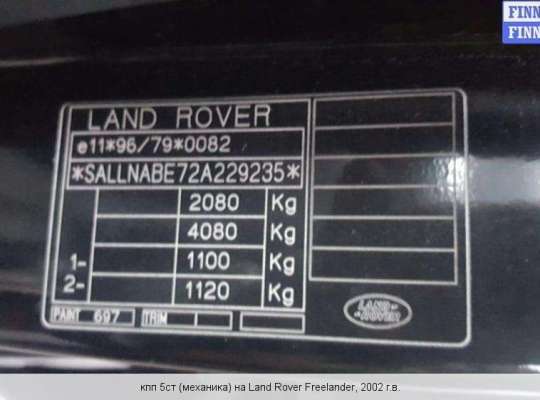 FINN
FINN
LAND ROVER
e11*96/79*0082
*SALLNABE72A229235*
2080 Kg
4080 Kg
1- 1100 Kg
2- 1120 Kg
PAINT 697 TRIM
LAND-
-ROVER
кпп 5ст (механика) на Land Rover Freelander, 2002 г.в.